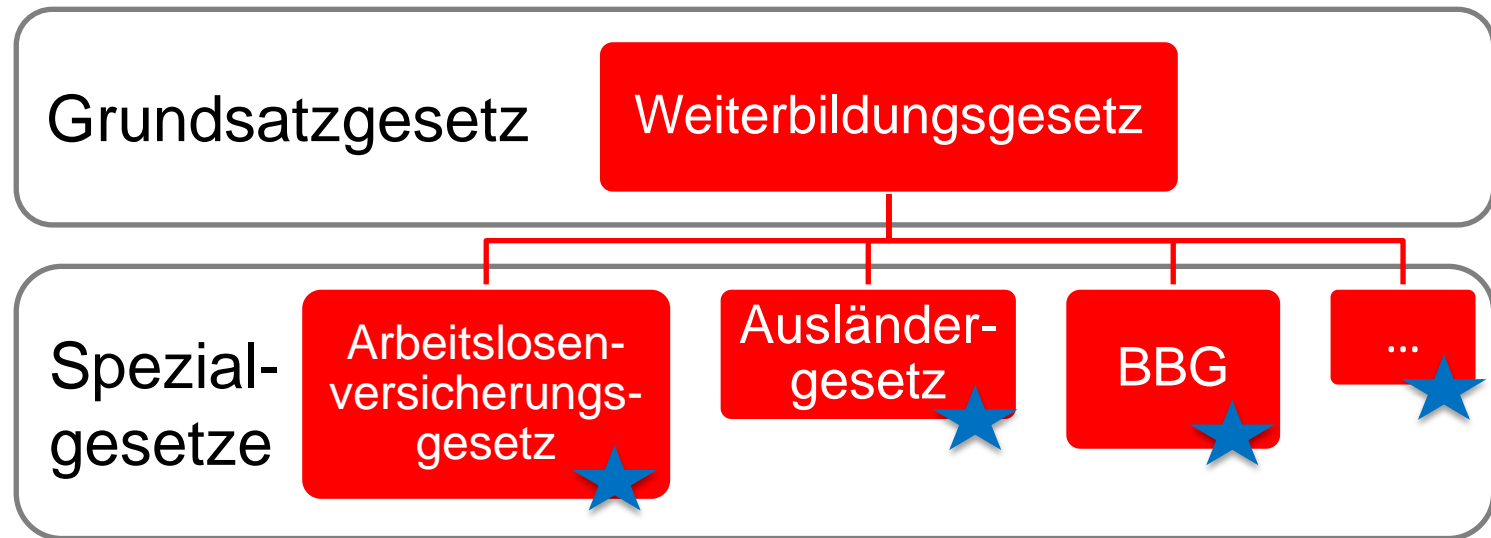 Grundsatzgesetz
Weiterbildungsgesetz
Spezial-
gesetze
Arbeitslosen-
versicherungs-
gesetz
Ausländer-
gesetz
BBG
...